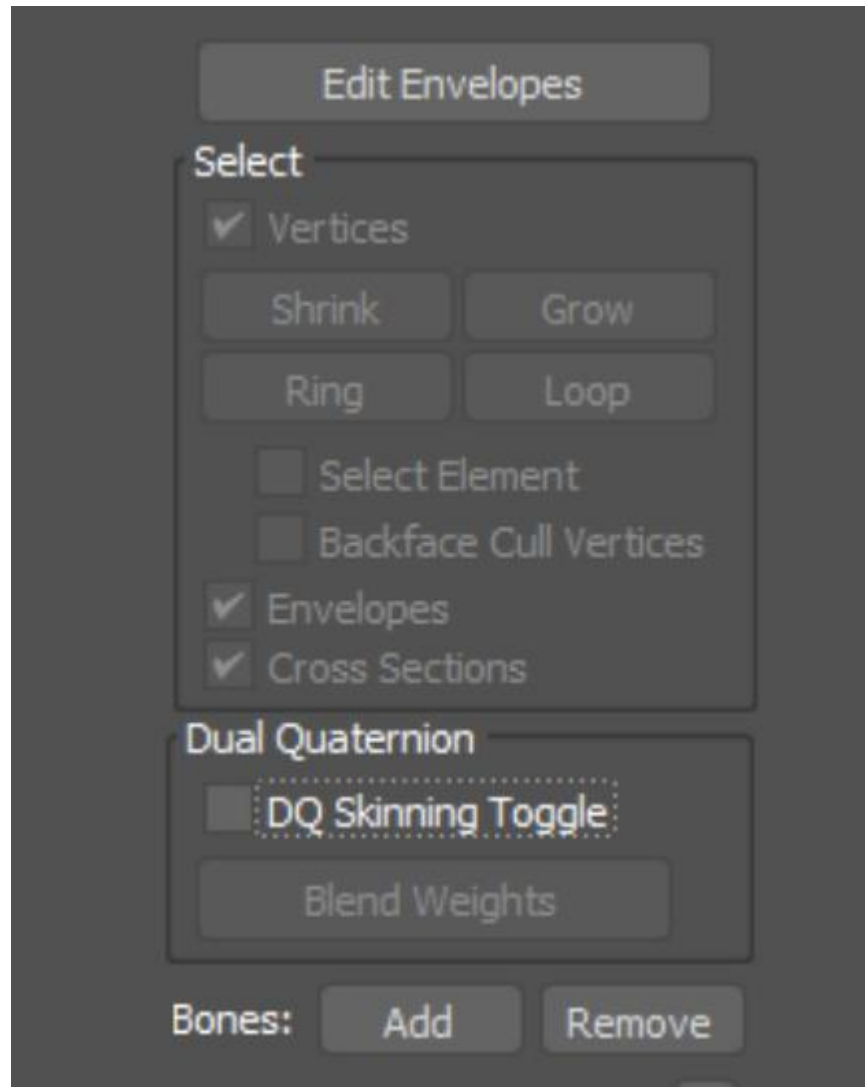 Edit Envelopes
Select
Vertices
Shrink Grow
Ring Loop
Select Element
Backface Cull Vertices
Envelopes
Cross Sections
Dual Quaternion
DQ Skinning Toggle
Blend Weights
Bones: Add Remove